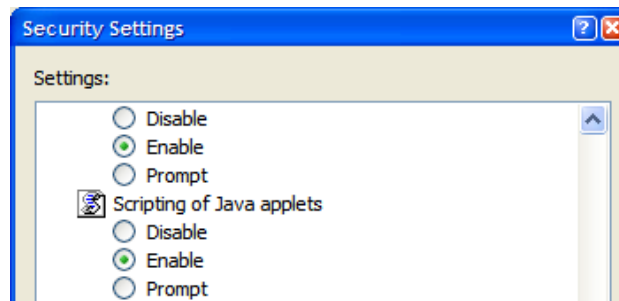 Security Settings
Settings:
Disable
Enable
Prompt
Scripting of Java applets
Disable
Enable
Prompt